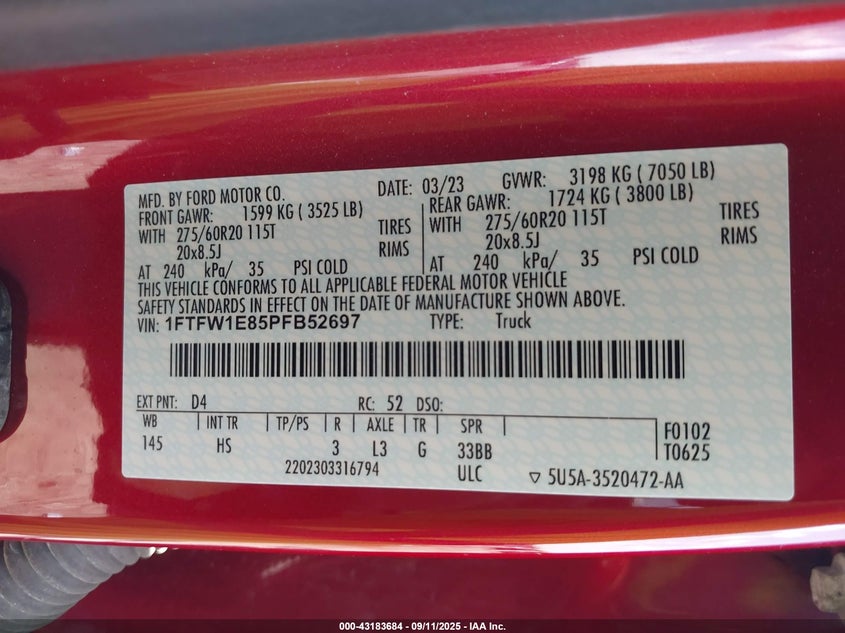 MFD. BY FORD MOTOR CO. DATE: 03/23 GVWR: 3198 KG ( 7050 LB)
FRONT GAWR: 1599 KG ( 3525 LB) REAR GAWR: 1724 KG ( 3800 LB)
WITH 275/60R20 115T TIRES WITH 275/60R20 115T TIRES
20x8.5J RIMS 20x8.5J RIMS
AT 240 kPa/ 35 PSI COLD AT 240 kPa/ 35 PSI COLD
THIS VEHICLE CONFORMS TO ALL APPLICABLE FEDERAL MOTOR VEHICLE
SAFETY STANDARDS IN EFFECT ON THE DATE OF MANUFACTURE SHOWN ABOVE.
VIN: 1FTFW1E85PFB52697 TYPE: Truck
EXT PNT: D4 RC: 52 DSO:
WB INT TR TP/PS R AXLE TR SPR F0102
145 HS 3 L3 G 33BB T0625
2202303316794 ULC ▽ 5U5A-3520472-AA
000-43183684 - 09/11/2025 - IAA Inc.